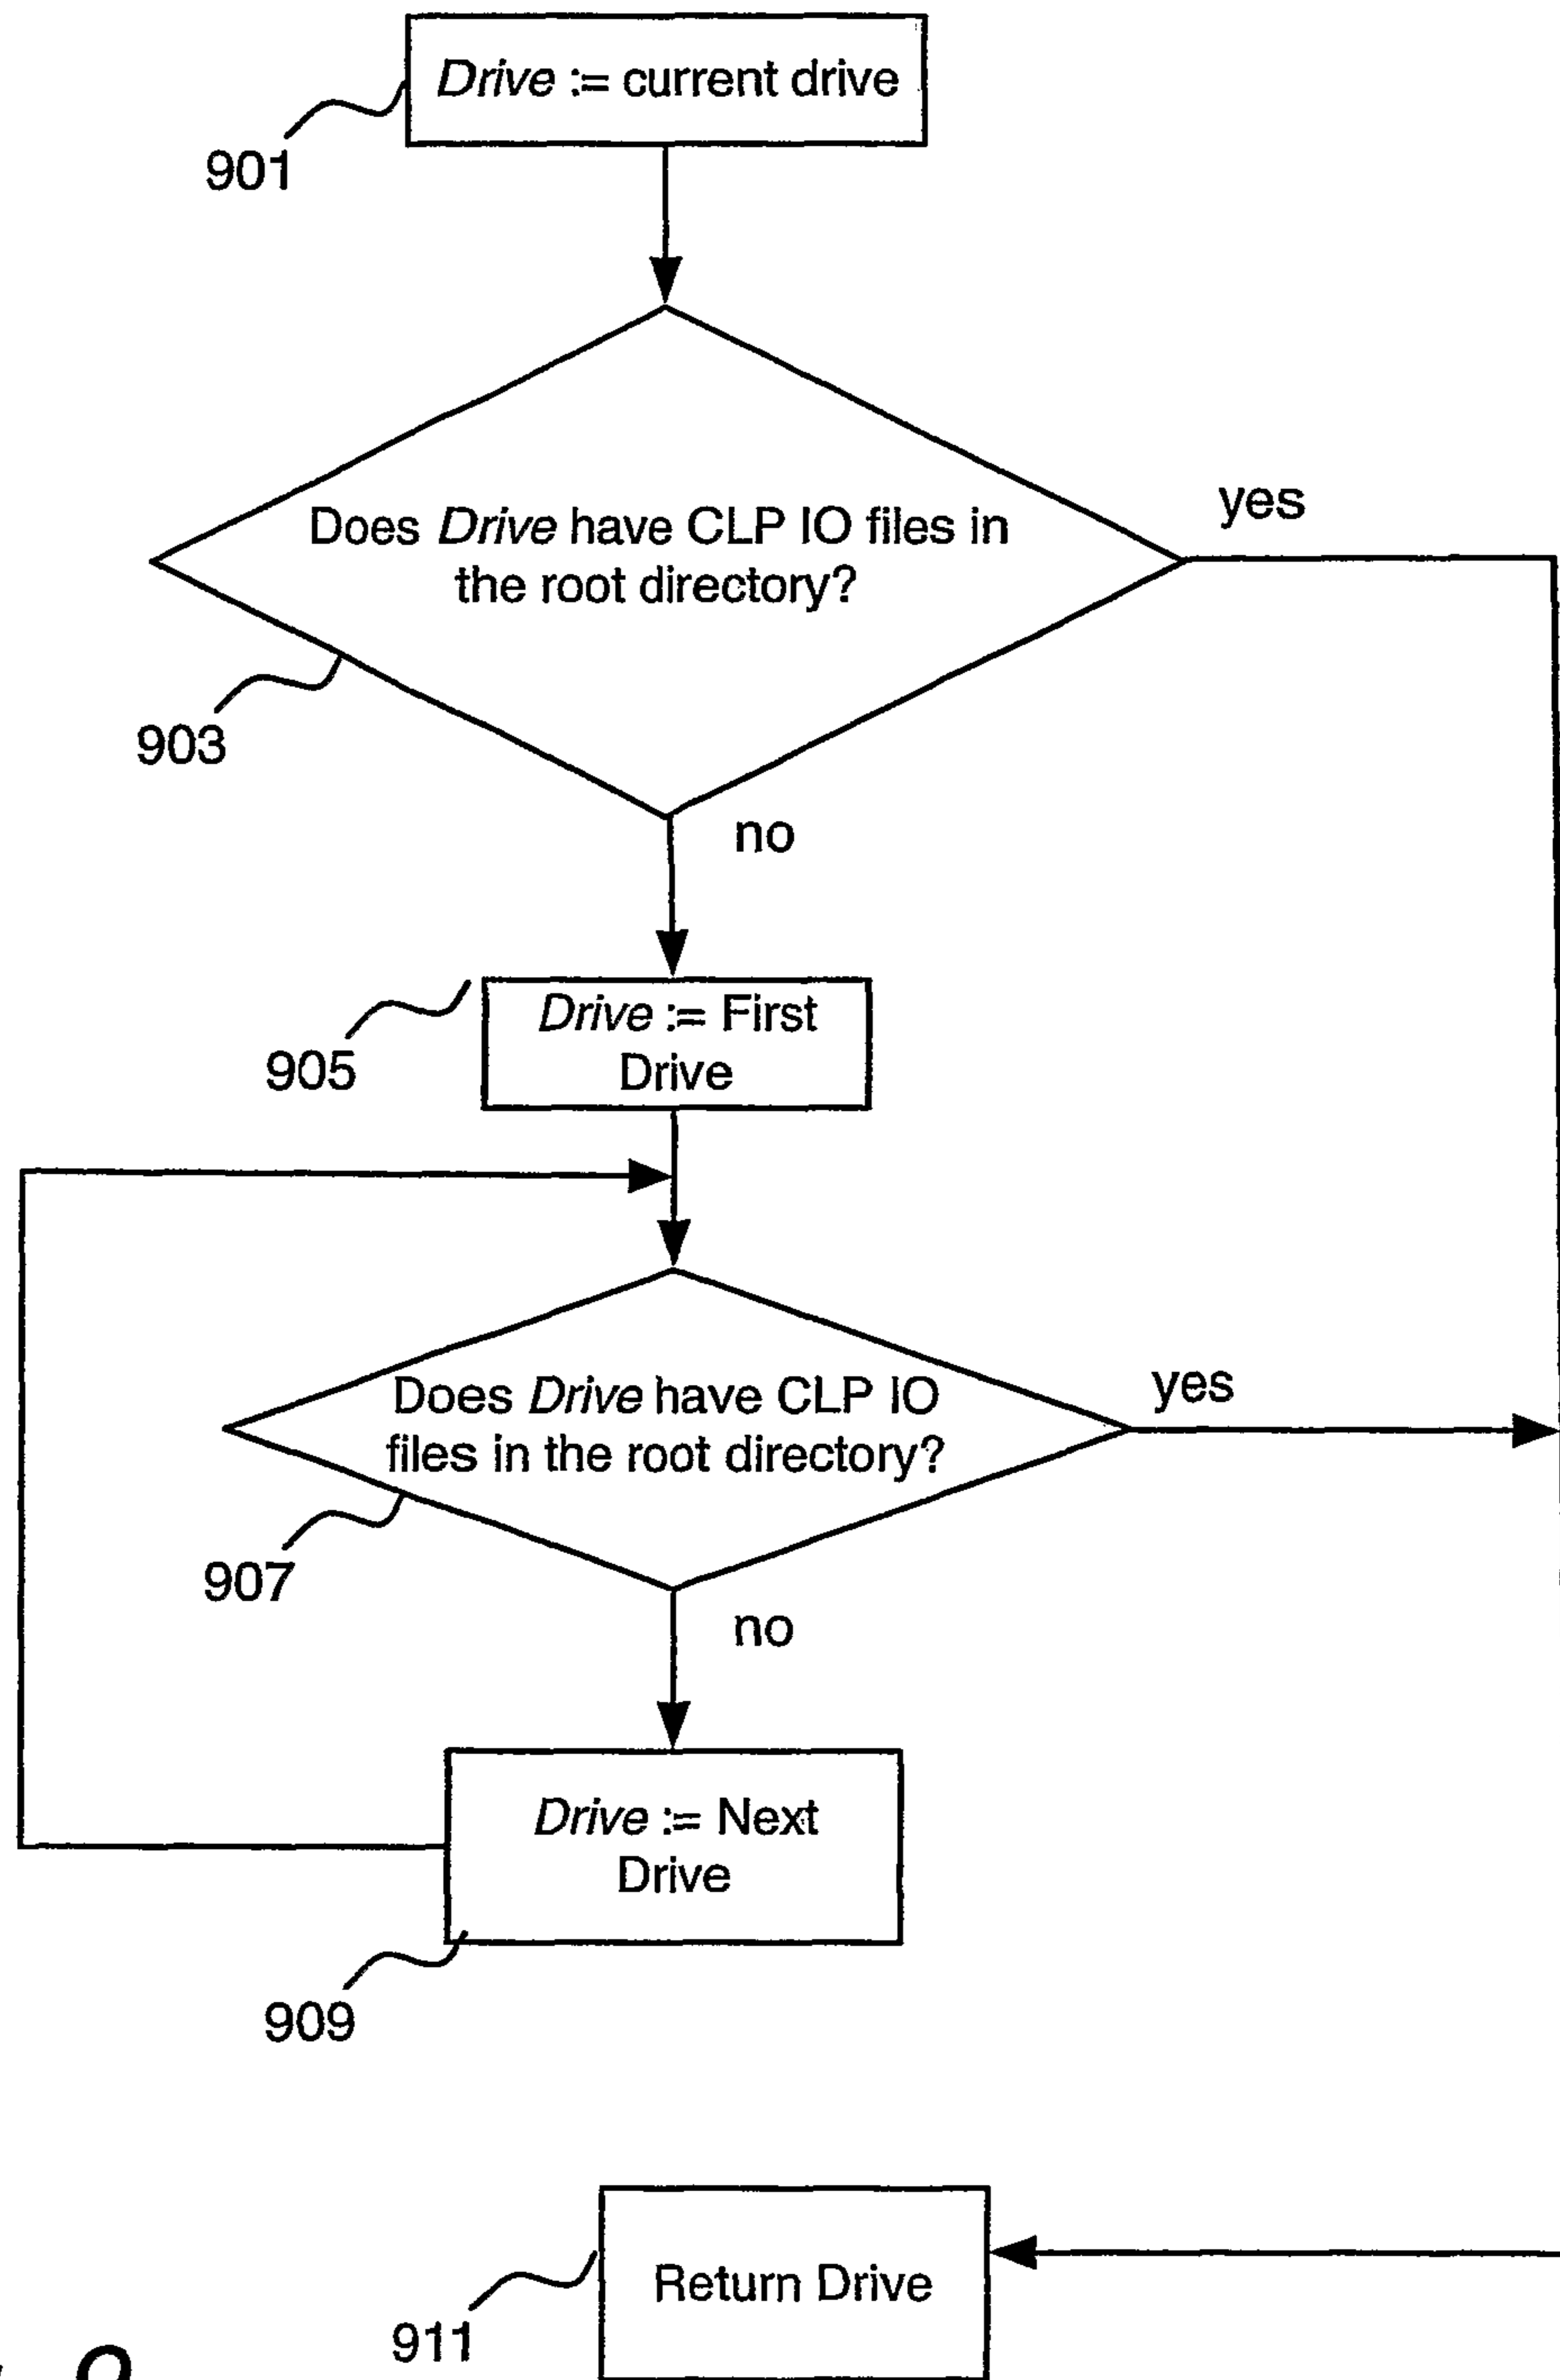 Drive := current drive
901
yes
Does Drive have CLP IO files in
the root directory?
903
no
Drive := First
Drive
905
yes
Does Drive have CLP IO
files in the root directory?
907
no
Drive := Next
Drive
909
Return Drive
911